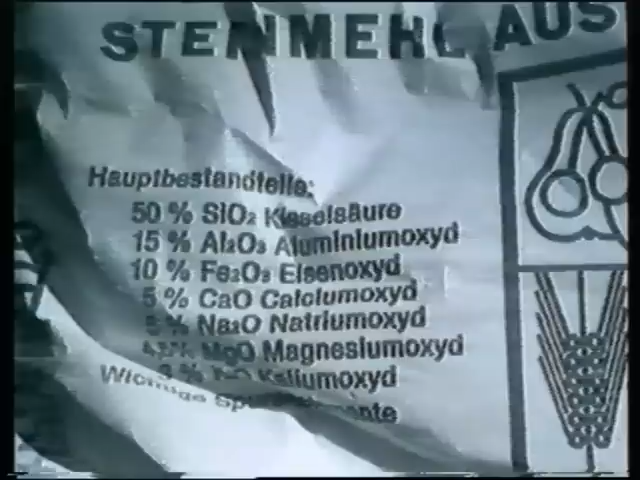 STEINMEHL AUS
Hauptbestandteile:
50 % SiO₂ Kieselsäure
15 % Al₂O₃ Aluminiumoxyd
10 % Fe₂O₃ Eisenoxyd
5 % CaO Calciumoxyd
5 % Na₂O Natriumoxyd
MgO Magnesiumoxyd
3 % Kaliumoxyd